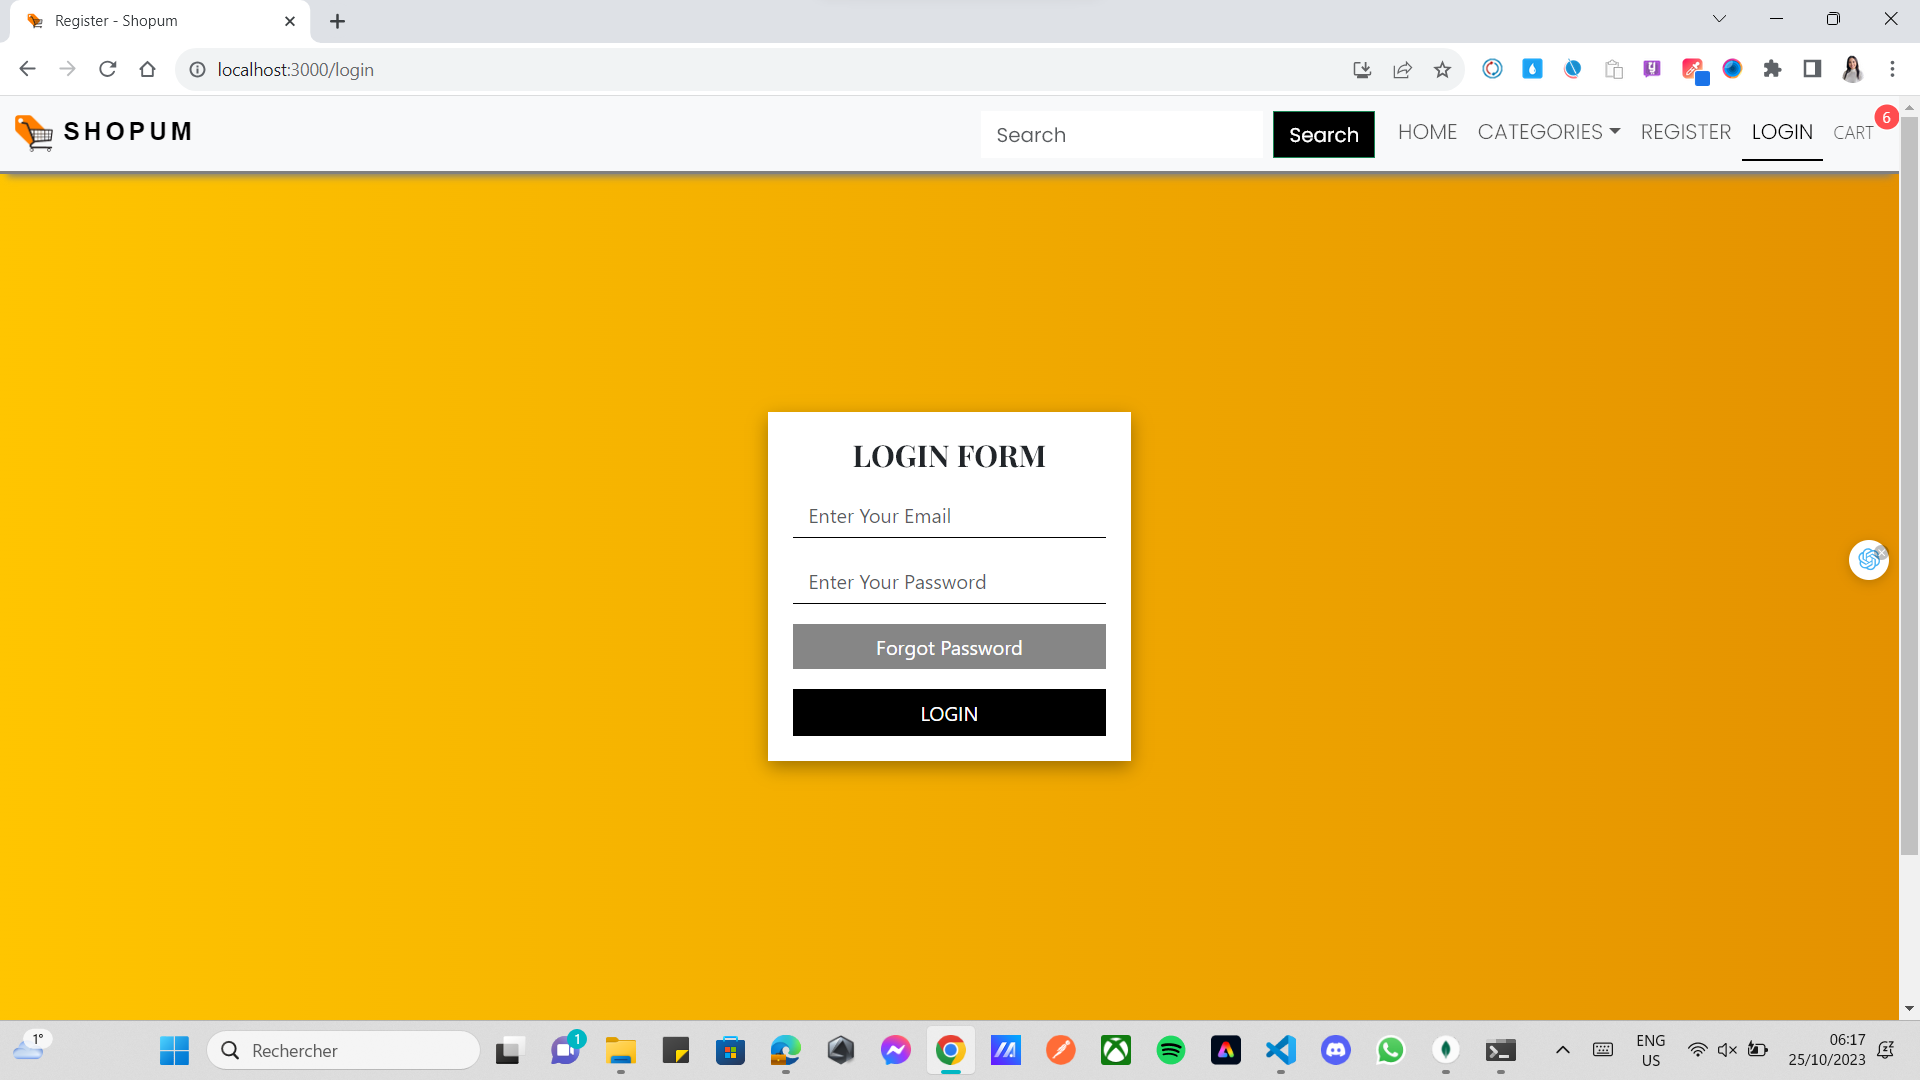 Register - Shopum
localhost:3000/login
SHOPUM
Search
Search
HOME
CATEGORIES
REGISTER
LOGIN
CART
6
LOGIN FORM
Enter Your Email
Enter Your Password
Forgot Password
LOGIN
1°
Rechercher
1
ENG
US
06:17
25/10/2023